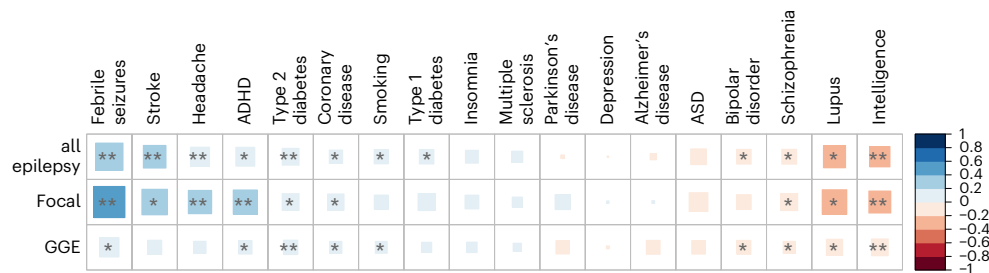 Febrile
seizures
Stroke
Headache
ADHD
Type 2
diabetes
Coronary
disease
Smoking
Type 1
diabetes
Insomnia
Multiple
sclerosis
Parkinson's
disease
Depression
Alzheimer's
disease
ASD
Bipolar
disorder
Schizophrenia
Lupus
Intelligence
all
epilepsy
** ** ** * ** * * * * * * **
Focal
** * ** ** * * * * **
GGE
* * ** * * * * * **
1
0.8
0.6
0.4
0.2
0
−0.2
−0.4
−0.6
−0.8
−1